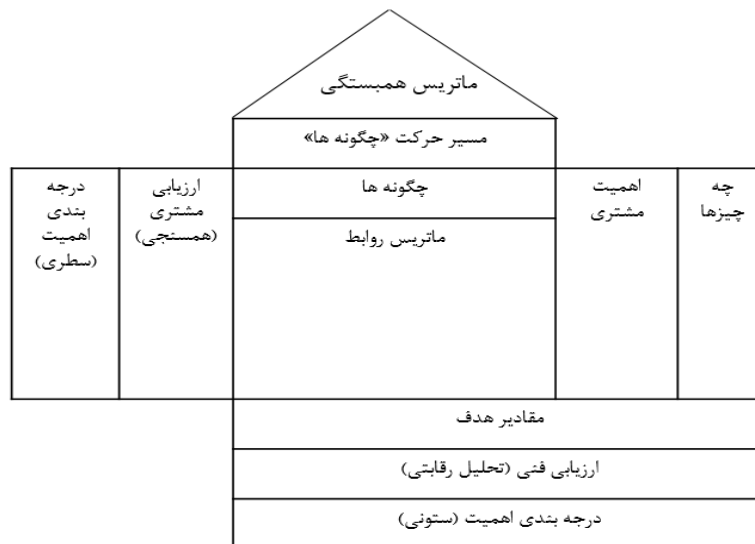 ماتریس همبستگی
مسیر حرکت «چگونه ها»
چه
چیزها
اهمیت
مشتری
چگونه ها
ارزیابی
مشتری
(همسنجی)
درجه
بندی
اهمیت
(سطری)
ماتریس روابط
مقادیر هدف
ارزیابی فنی (تحلیل رقابتی)
درجه بندی اهمیت (ستونی)